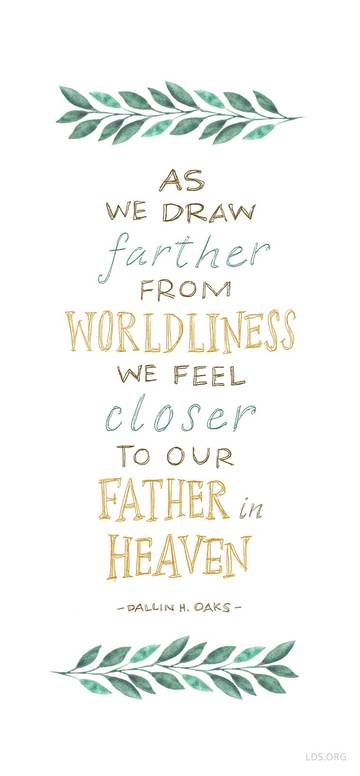 AS
WE DRAW
farther
FROM
WORLDLINESS
WE FEEL
closer
TO OUR
FATHER in
HEAVEN
-DALLIN H. OAKS-
LDS.ORG